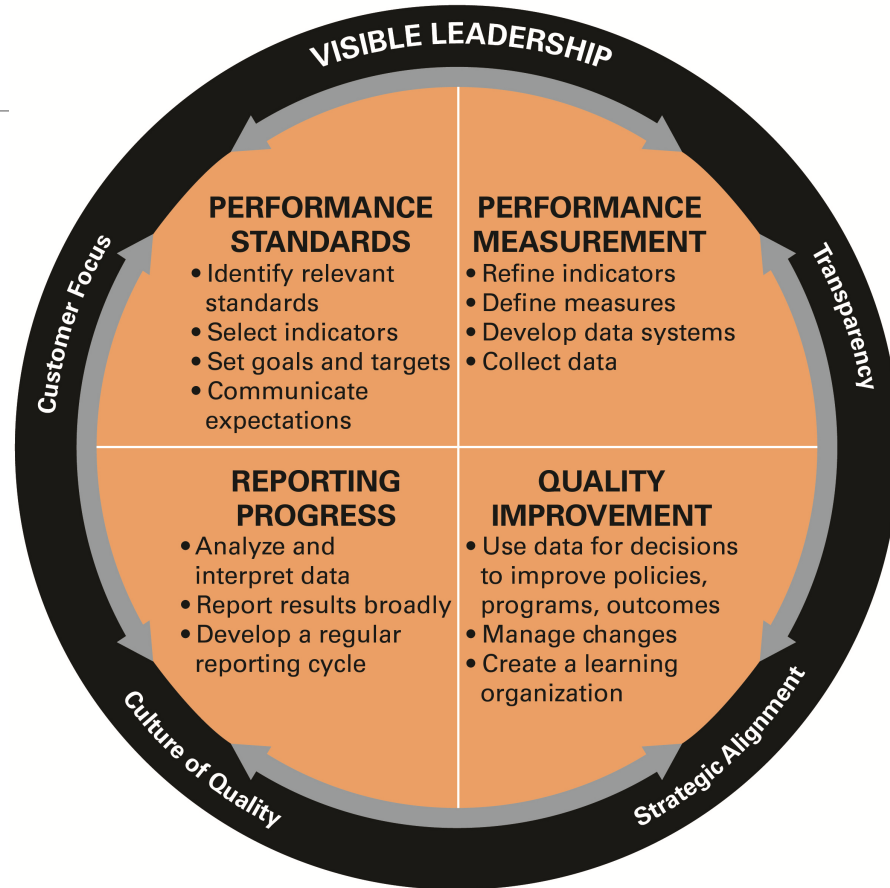 VISIBLE LEADERSHIP
Customer Focus
Transparency
PERFORMANCE
STANDARDS
• Identify relevant
standards
• Select indicators
• Set goals and targets
• Communicate
expectations
PERFORMANCE
MEASUREMENT
• Refine indicators
• Define measures
• Develop data systems
• Collect data
REPORTING
PROGRESS
• Analyze and
interpret data
• Report results broadly
• Develop a regular
reporting cycle
QUALITY
IMPROVEMENT
• Use data for decisions
to improve policies,
programs, outcomes
• Manage changes
• Create a learning
organization
Culture of Quality
Strategic Alignment